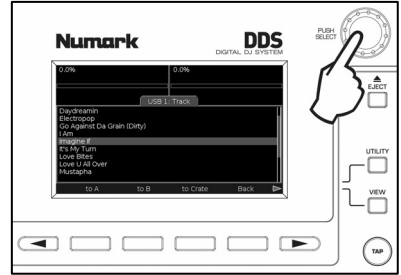 Numark
DDS
DIGITAL DJ SYSTEM
PUSH
SELECT
0.0%
0.0%
USB 1: Track
Daydreamin
Electropop
Go Against Da Grain (Dirty)
I Am
Imagine If
It's My Turn
Love Bites
Love U All Over
Mustapha
to A to B to Crate Back
EJECT
UTILITY
VIEW
TAP